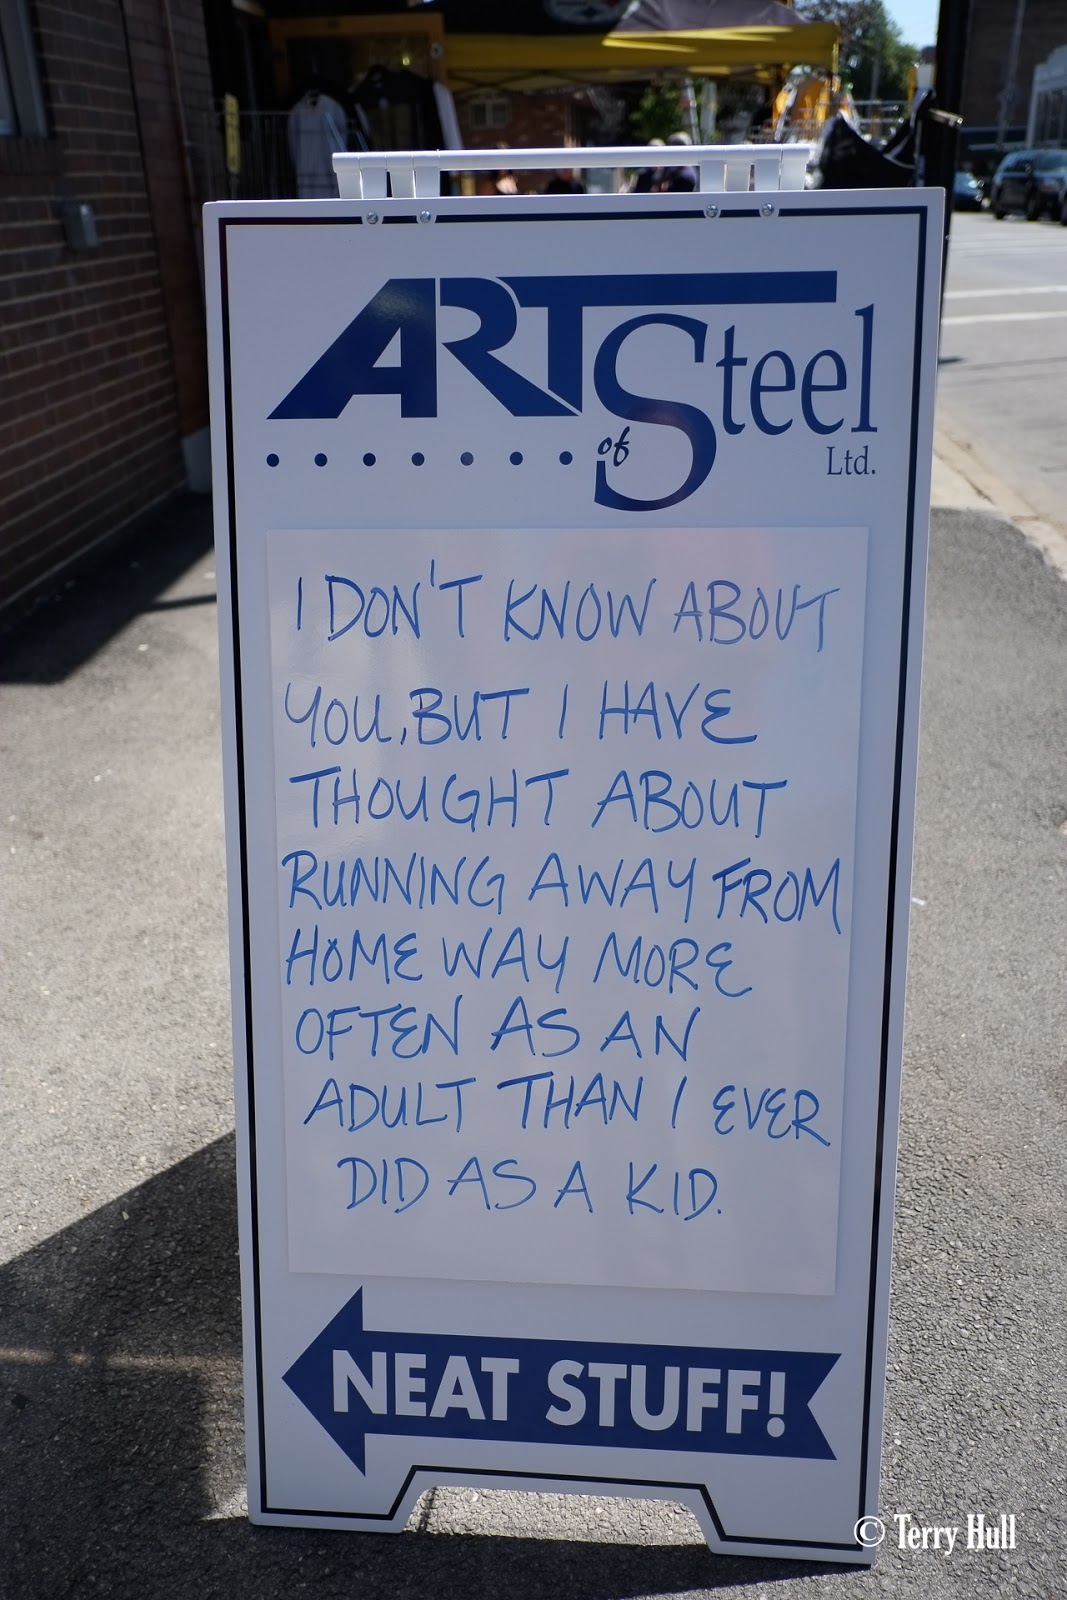 ART of Steel
Ltd.
I DON'T KNOW ABOUT
YOU, BUT I HAVE
THOUGHT ABOUT
RUNNING AWAY FROM
HOME WAY MORE
OFTEN AS AN
ADULT THAN I EVER
DID AS A KID.
NEAT STUFF!
© Terry Hull